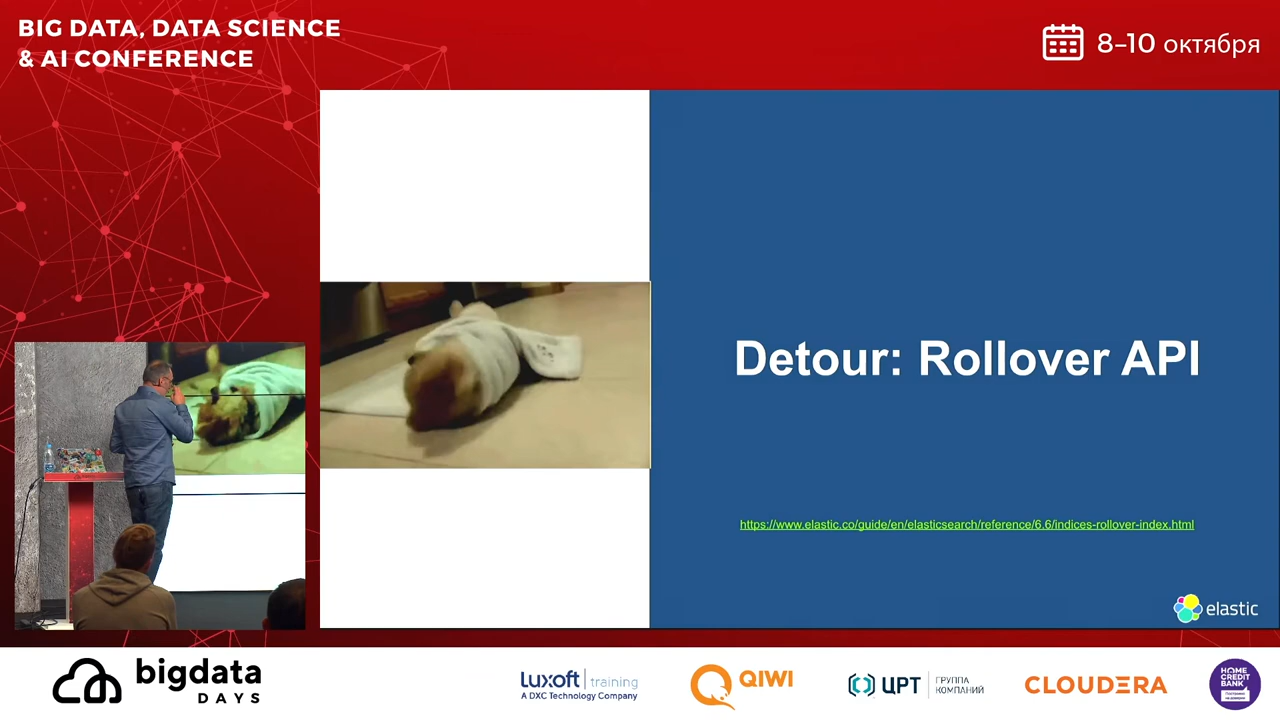 BIG DATA, DATA SCIENCE
& AI CONFERENCE
8–10 октября
Detour: Rollover API
https://www.elastic.co/guide/en/elasticsearch/reference/6.6/indices-rollover-index.html
elastic
bigdata
DAYS
Luxoft training
A DXC Technology Company
QIWI
ЦРТ ГРУППА
КОМПАНИЙ
CLOUDERA
HOME
CREDIT
BANK